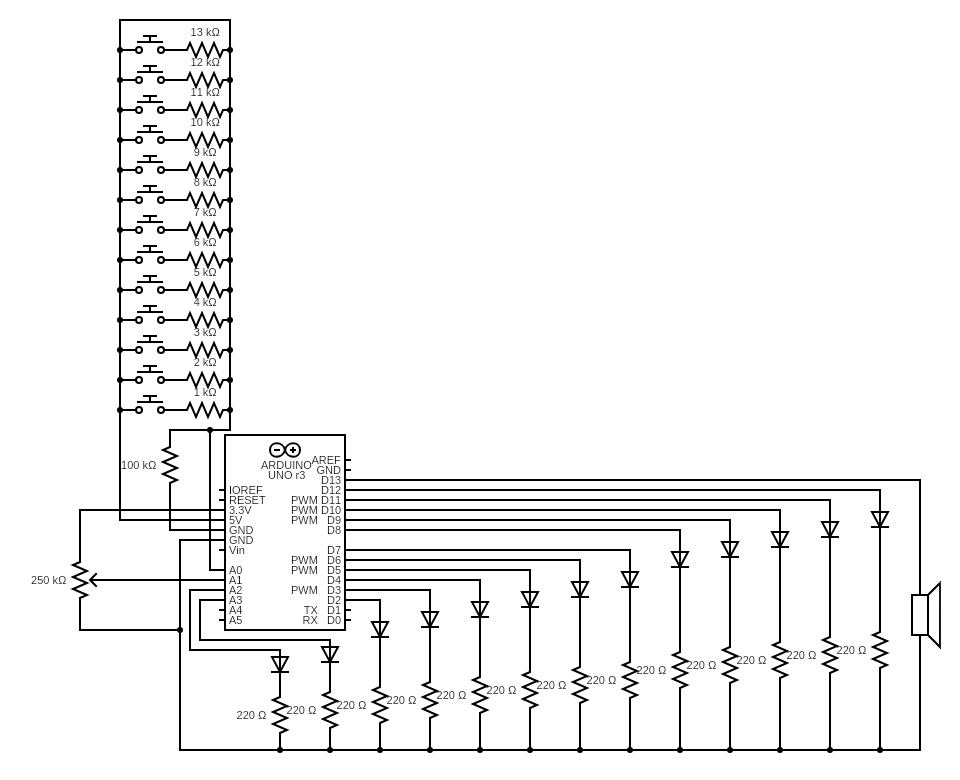 13 kΩ
12 kΩ
11 kΩ
10 kΩ
9 kΩ
8 kΩ
7 kΩ
6 kΩ
5 kΩ
4 kΩ
3 kΩ
2 kΩ
1 kΩ
100 kΩ
250 kΩ
ARDUINO
UNO r3
IOREF
RESET
3.3V
5V
GND
GND
Vin
A0
A1
A2
A3
A4
A5
AREF
GND
D13
D12
PWM D11
PWM D10
PWM D9
D8
D7
PWM D6
PWM D5
D4
PWM D3
D2
TX D1
RX D0
220 Ω
220 Ω
220 Ω
220 Ω
220 Ω
220 Ω
220 Ω
220 Ω
220 Ω
220 Ω
220 Ω
220 Ω
220 Ω